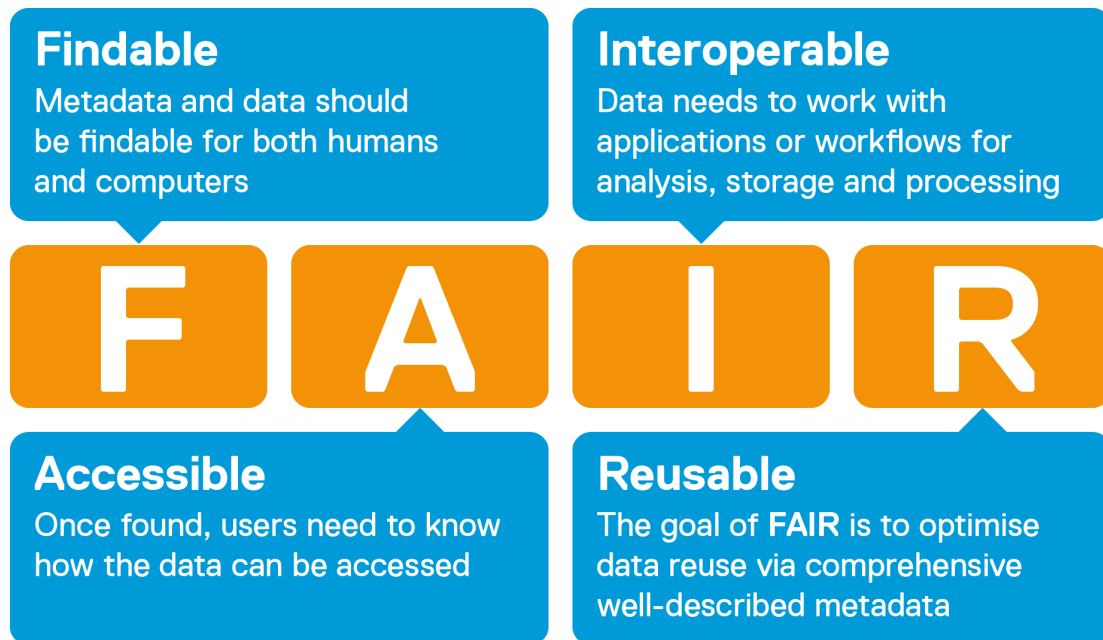 Findable
Metadata and data should
be findable for both humans
and computers
Interoperable
Data needs to work with
applications or workflows for
analysis, storage and processing
F A I R
Accessible
Once found, users need to know
how the data can be accessed
Reusable
The goal of FAIR is to optimise
data reuse via comprehensive
well-described metadata